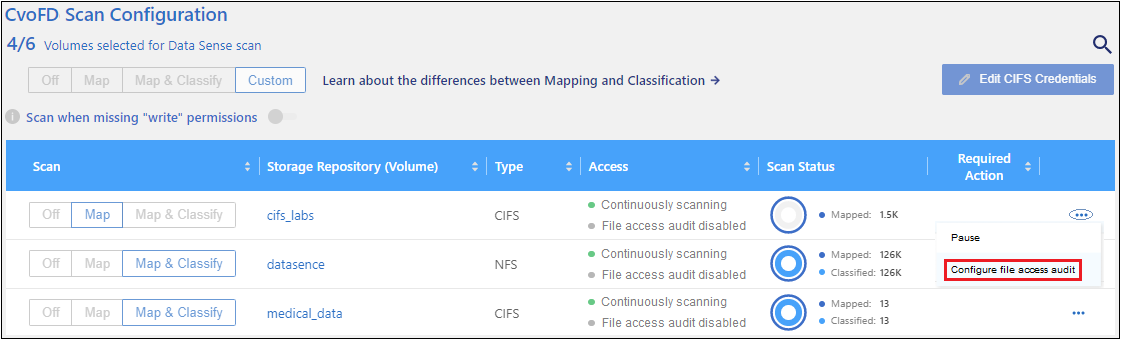 CvoFD Scan Configuration
4/6 Volumes selected for Data Sense scan
Off Map Map & Classify Custom Learn about the differences between Mapping and Classification → Edit CIFS Credentials
Scan when missing "write" permissions
Scan Storage Repository (Volume) Type Access Scan Status Required Action
Off Map Map & Classify cifs_labs CIFS Continuously scanning Mapped: 1.5K
File access audit disabled
Pause
Off Map Map & Classify datasence NFS Continuously scanning Mapped: 126K
File access audit disabled Classified: 126K
Configure file access audit
Off Map Map & Classify medical_data CIFS Continuously scanning Mapped: 13
File access audit disabled Classified: 13